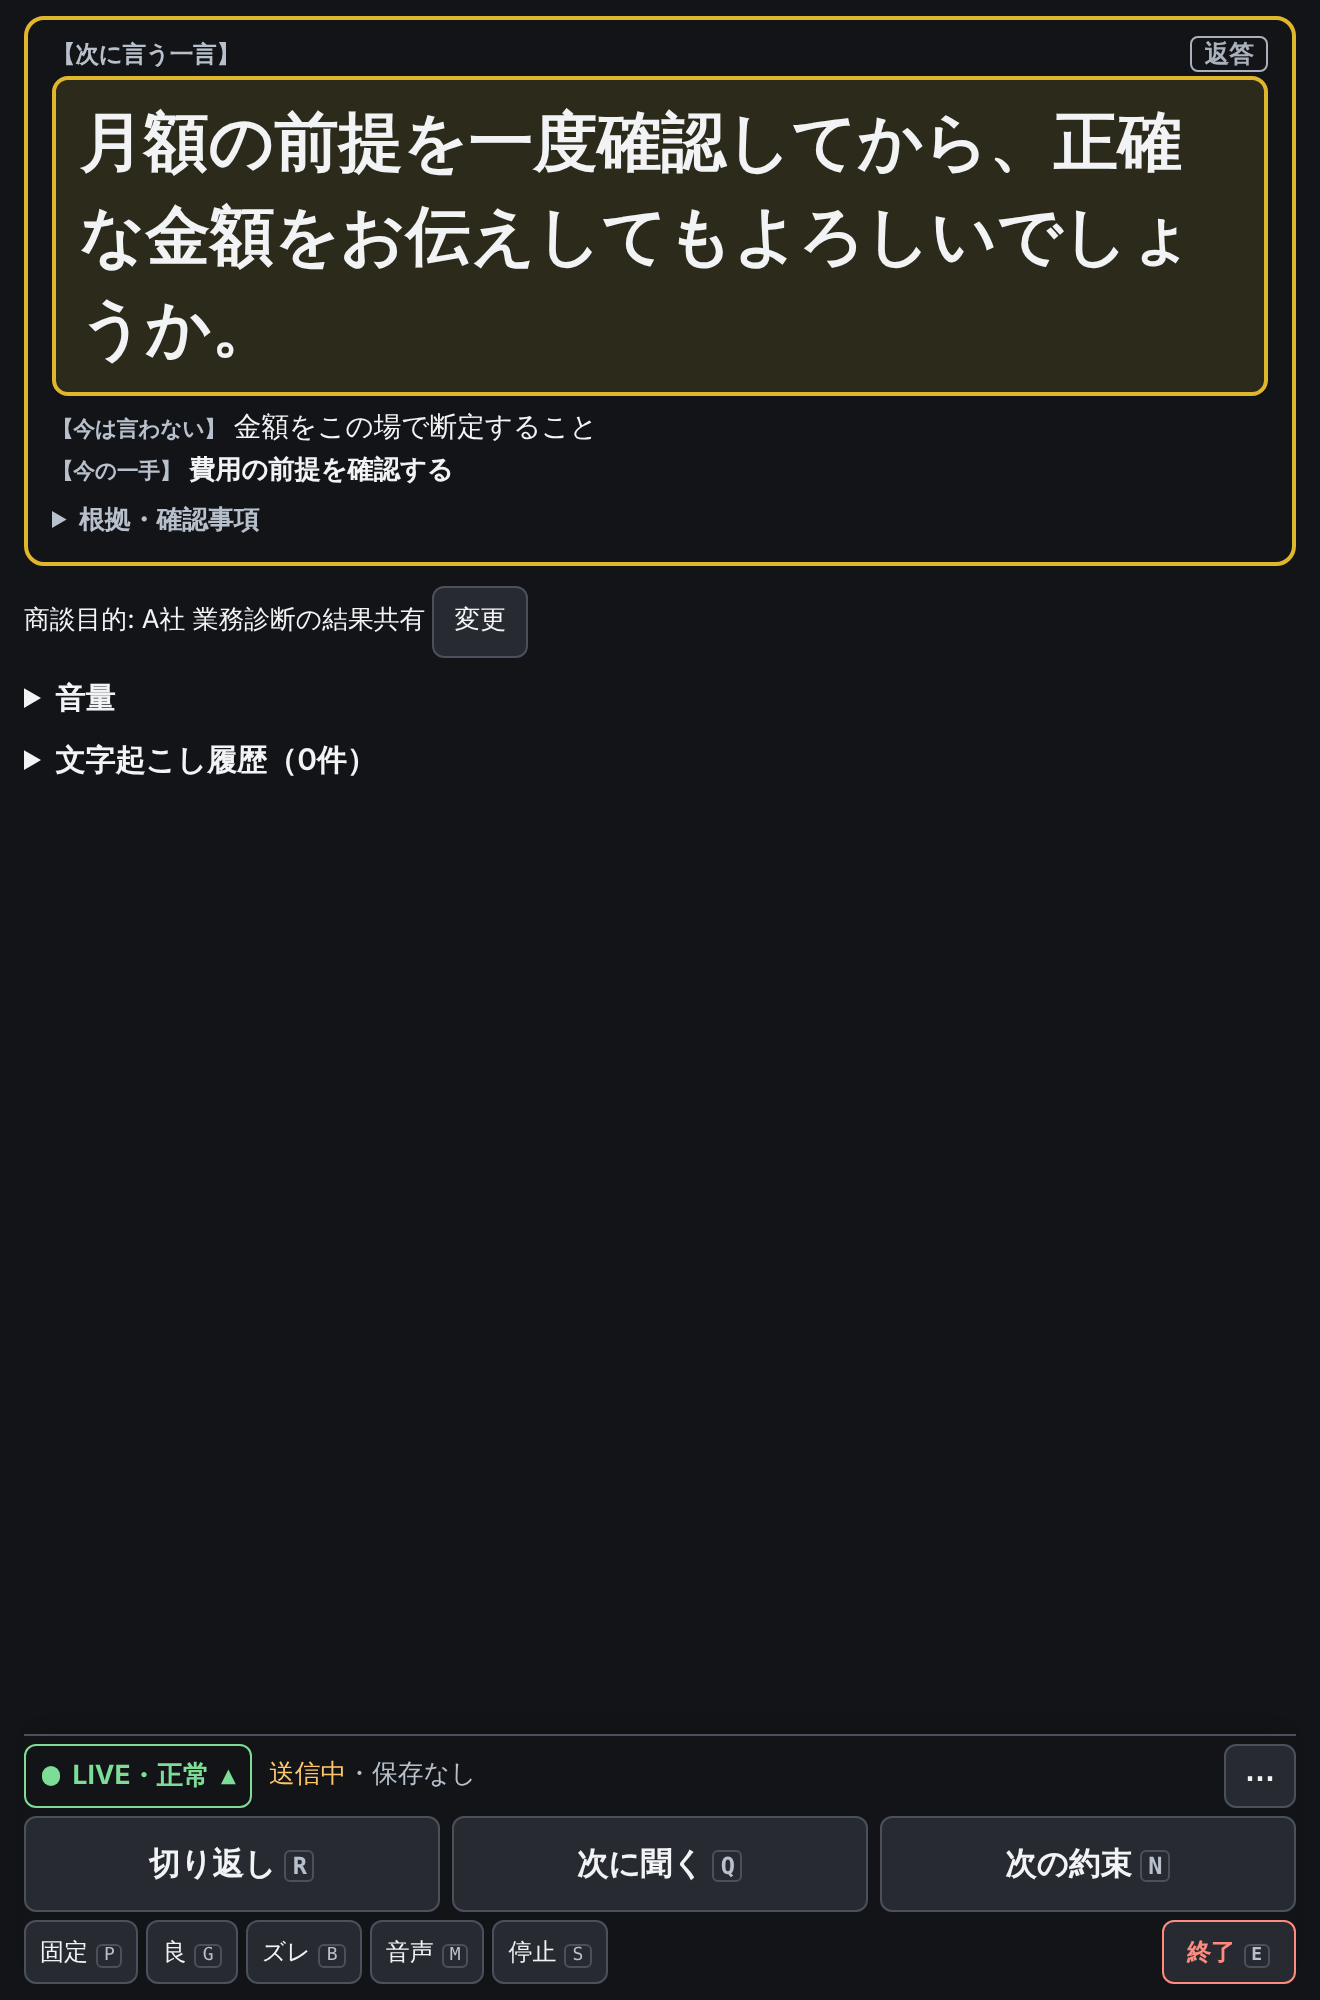 【次に言う一言】 返答
月額の前提を一度確認してから、正確
な金額をお伝えしてもよろしいでしょ
うか。
【今は言わない】 金額をこの場で断定すること
【今の一手】 費用の前提を確認する
▶ 根拠・確認事項
商談目的: A社 業務診断の結果共有 変更
▶ 音量
▶ 文字起こし履歴（0件）
● LIVE・正常 ▲ 送信中・保存なし …
切り返し R 次に聞く Q 次の約束 N
固定 P 良 G ズレ B 音声 M 停止 S 終了 E